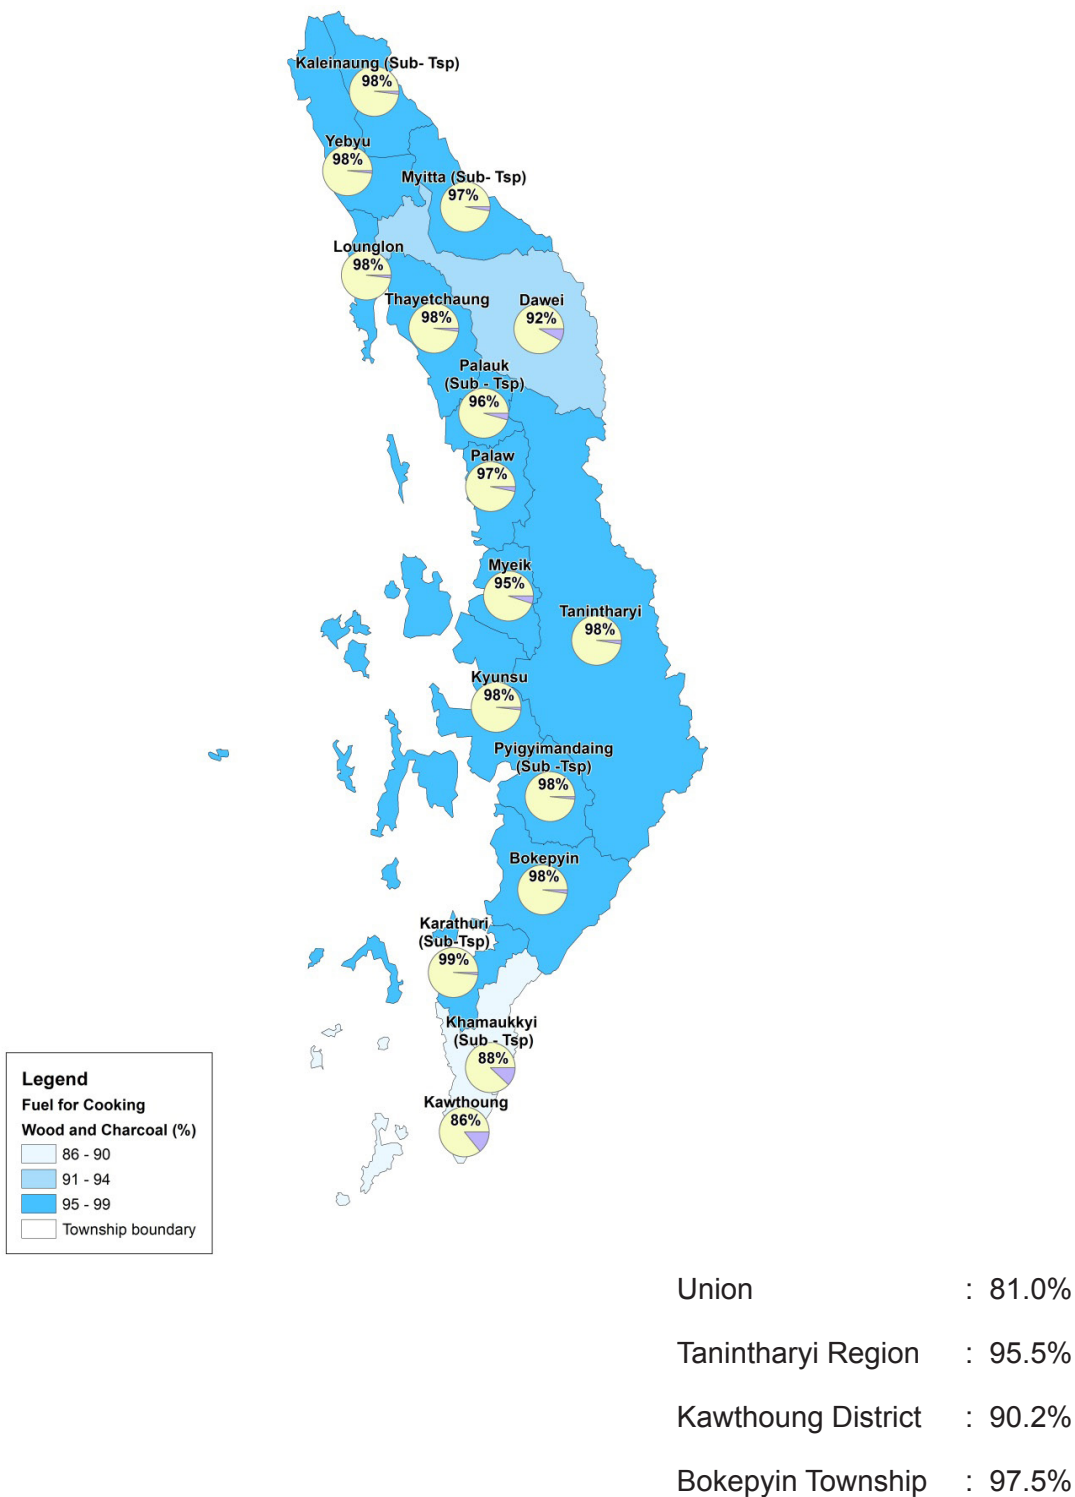 Kaleinaung (Sub- Tsp)
98%
Yebyu
98%
Myitta (Sub- Tsp)
97%
Lounglon
98%
Thayetchaung
98%
Dawei
92%
Palauk
(Sub - Tsp)
96%
Palaw
97%
Myeik
95%
Tanintharyi
98%
Kyunsu
98%
Pyigyimandaing
(Sub -Tsp)
98%
Bokepyin
98%
Karathuri
(Sub-Tsp)
99%
Khamaukkyi
(Sub - Tsp)
88%
Kawthoung
86%
Legend
Fuel for Cooking
Wood and Charcoal (%)
86 - 90
91 - 94
95 - 99
Township boundary
Union : 81.0%
Tanintharyi Region : 95.5%
Kawthoung District : 90.2%
Bokepyin Township : 97.5%